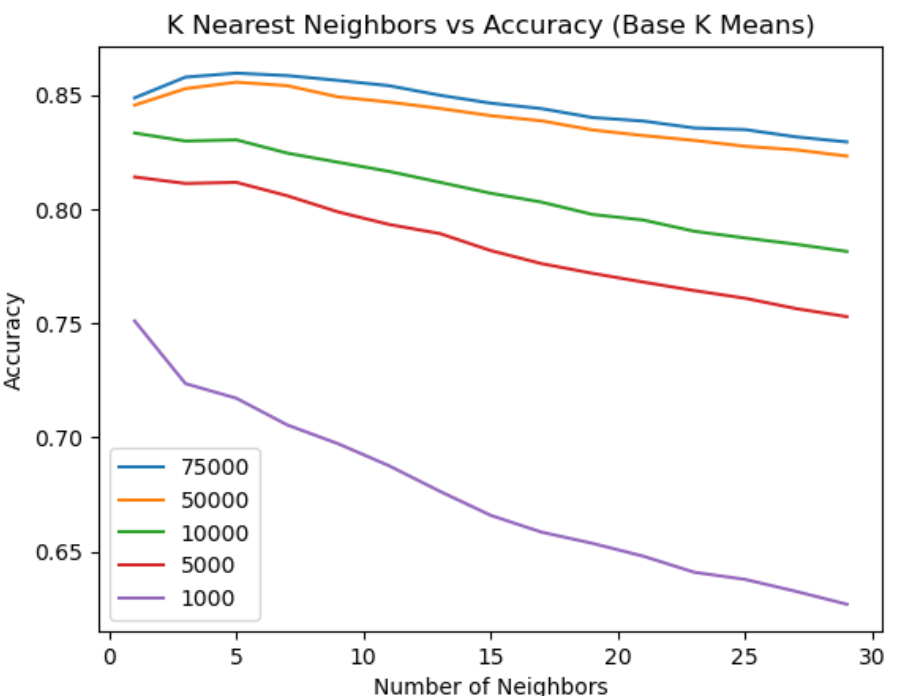 K Nearest Neighbors vs Accuracy (Base K Means)
Accuracy
0.85
0.80
0.75
0.70
0.65
75000
50000
10000
5000
1000
0 5 10 15 20 25 30
Number of Neighbors